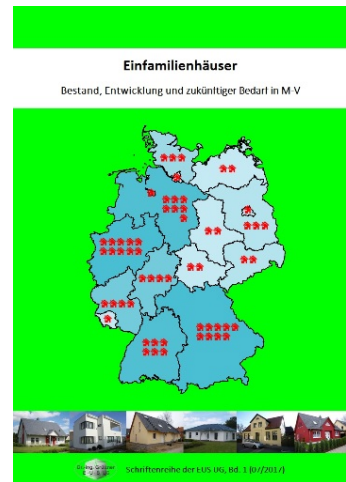 Einfamilienhäuser
Bestand, Entwicklung und zukünftiger Bedarf in M-V
Schriftenreihe der EUS UG, Bd. 1 (07/2017)